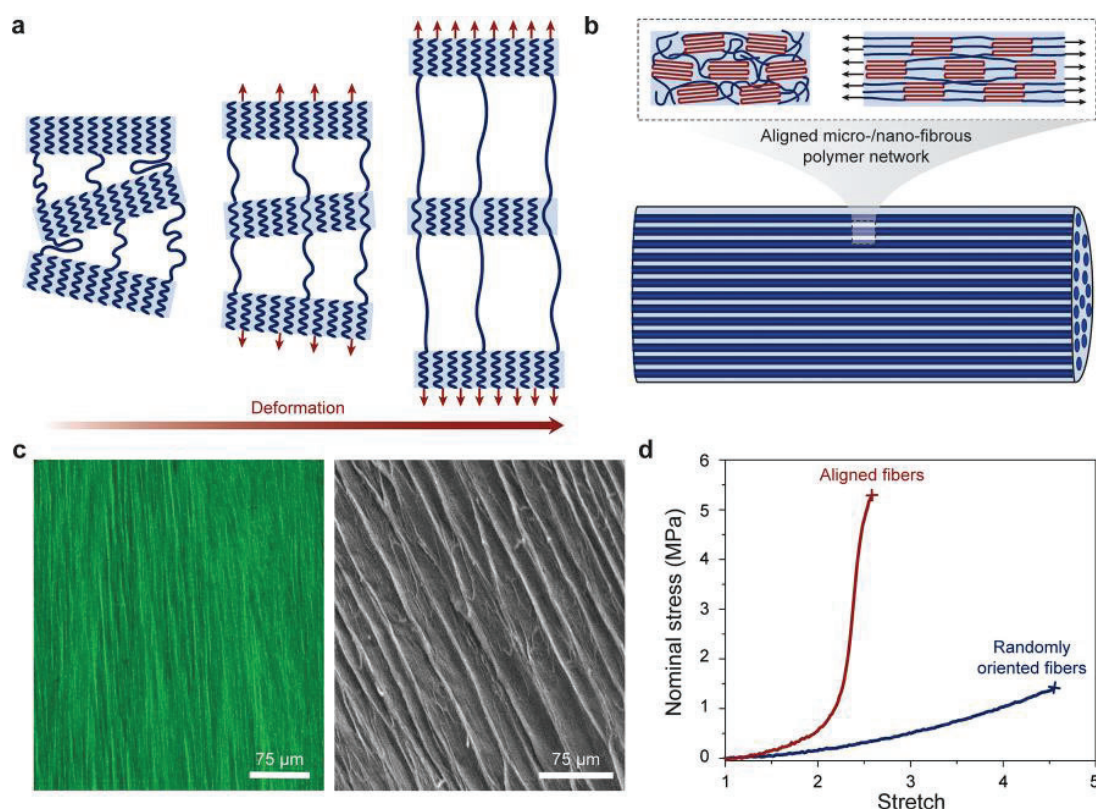 a
Deformation
b
Aligned micro-/nano-fibrous
polymer network
c
75 µm
75 µm
d
6
5
4
3
2
1
0
Nominal stress (MPa)
Aligned fibers
Randomly
oriented fibers
1
2
3
4
5
Stretch